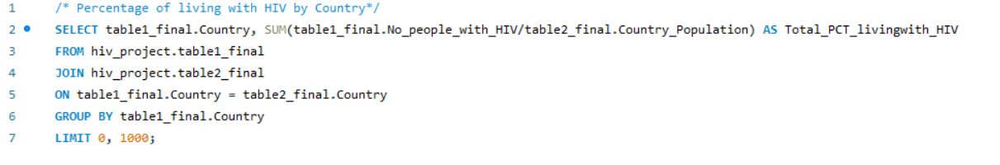 1 /* Percentage of living with HIV by Country*/
2 SELECT table1_final.Country, SUM(table1_final.No_people_with_HIV/table2_final.Country_Population) AS Total_PCT_livingwith_HIV
3 FROM hiv_project.table1_final
4 JOIN hiv_project.table2_final
5 ON table1_final.Country = table2_final.Country
6 GROUP BY table1_final.Country
7 LIMIT 0, 1000;